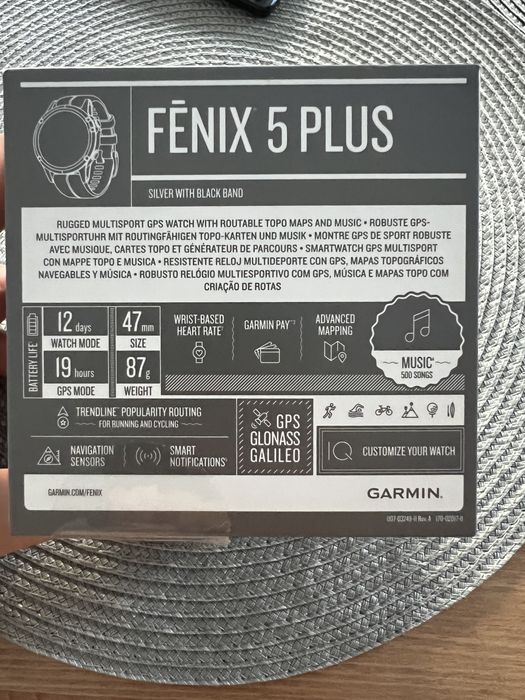 FĒNIX 5 PLUS
SILVER WITH BLACK BAND
RUGGED MULTISPORT GPS WATCH WITH ROUTABLE TOPO MAPS AND MUSIC • ROBUSTE GPS-
MULTISPORTUHR MIT ROUTINGFÄHIGEN TOPO-KARTEN UND MUSIK • MONTRE GPS DE SPORT ROBUSTE
AVEC MUSIQUE, CARTES TOPO ET GÉNÉRATEUR DE PARCOURS • SMARTWATCH GPS MULTISPORT
CON MAPPE TOPO E MUSICA • RESISTENTE RELOJ MULTIDEPORTE CON GPS, MAPAS TOPOGRÁFICOS
NAVEGABLES Y MÚSICA • ROBUSTO RELÓGIO MULTIESPORTIVO COM GPS, MÚSICA E MAPAS TOPO COM
CRIAÇÃO DE ROTAS
BATTERY LIFE
12 days
WATCH MODE
19 hours
GPS MODE
47 mm
SIZE
87 g
WEIGHT
WRIST-BASED
HEART RATE
GARMIN PAY
ADVANCED
MAPPING
MUSIC
500 SONGS
TRENDLINE™ POPULARITY ROUTING
FOR RUNNING AND CYCLING
NAVIGATION
SENSORS
SMART
NOTIFICATIONS
GPS
GLONASS
GALILEO
IQ CUSTOMIZE YOUR WATCH
GARMIN.COM/FENIX
GARMIN.